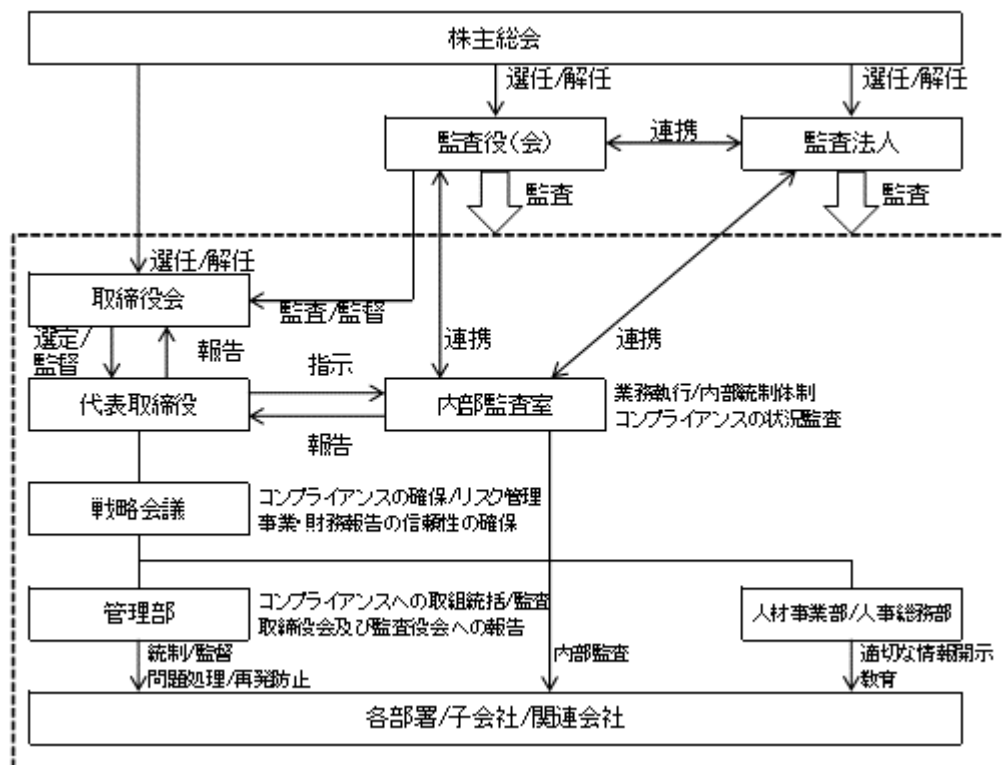 株主総会
選任/解任
選任/解任
監査役(会)
連携
監査法人
監査
監査
選任/解任
取締役会
監査/監督
選定/
監督
報告
指示
連携
連携
代表取締役
内部監査室
業務執行/内部統制体制
コンプライアンスの状況監査
報告
戦略会議
コンプライアンスの確保/リスク管理
事業・財務報告の信頼性の確保
管理部
コンプライアンスへの取組統括/監査
取締役会及び監査役会への報告
人材事業部/人事総務部
統制/監督
問題処理/再発防止
内部監査
適切な情報開示
教育
各部署/子会社/関連会社